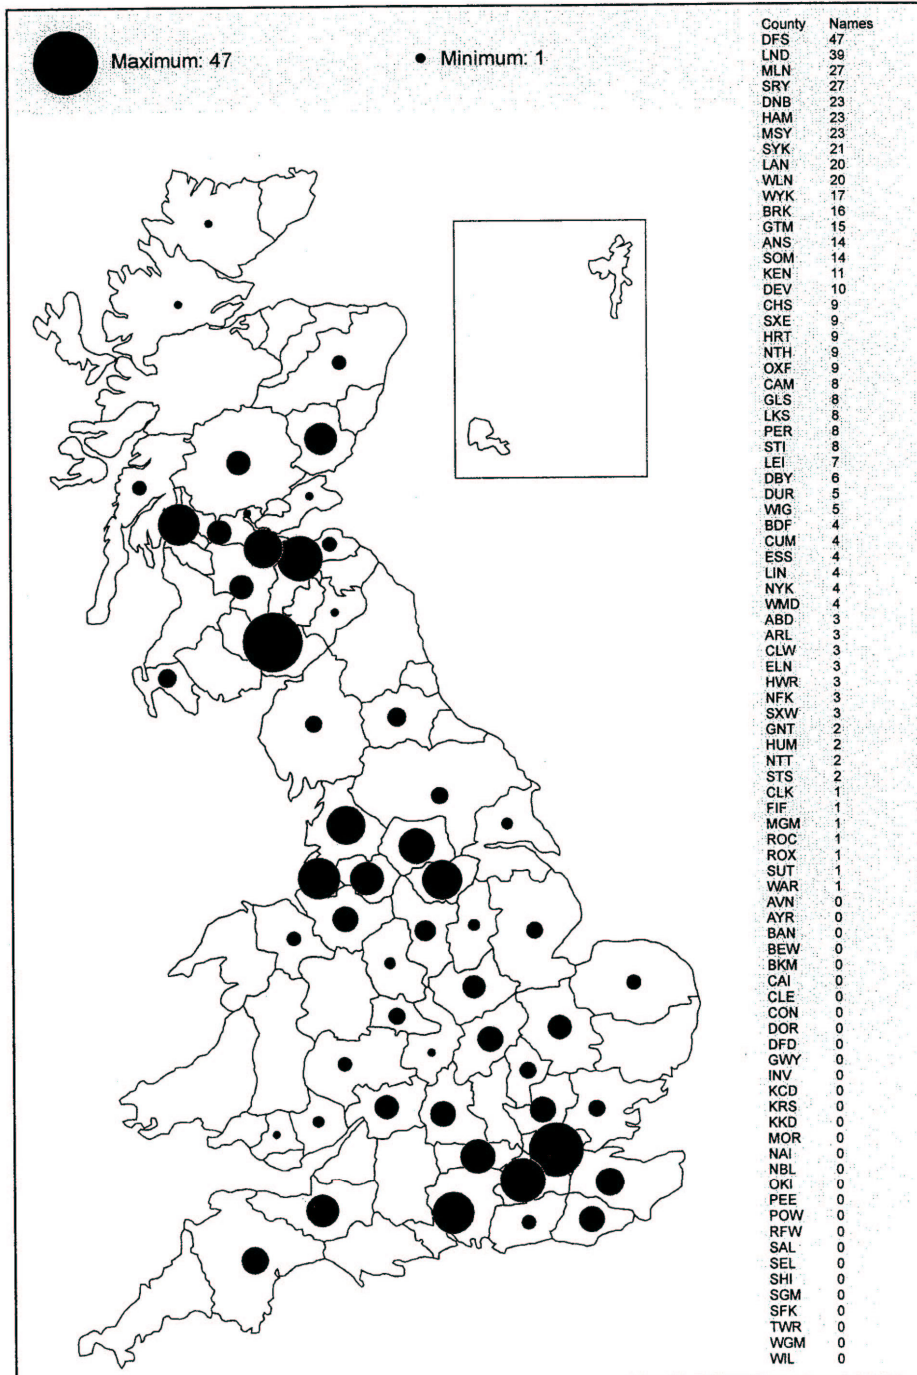 Maximum: 47
Minimum: 1
County Names
DFS 47
LND 39
MLN 27
SRY 27
DNB 23
HAM 23
MSY 23
SYK 21
LAN 20
WLN 20
WYK 17
BRK 16
GTM 15
ANS 14
SOM 14
KEN 11
DEV 10
CHS 9
SXE 9
HRT 9
NTH 9
OXF 9
CAM 8
GLS 8
LKS 8
PER 8
STI 8
LEI 7
DBY 6
DUR 5
WIG 5
BDF 4
CUM 4
ESS 4
LIN 4
NYK 4
WMD 4
ABD 3
ARL 3
CLW 3
ELN 3
HWR 3
NFK 3
SXW 3
GNT 2
HUM 2
NTT 2
STS 2
CLK 1
FIF 1
MGM 1
ROC 1
ROX 1
SUT 1
WAR 1
AVN 0
AYR 0
BAN 0
BEW 0
BKM 0
CAI 0
CLE 0
CON 0
DOR 0
DFD 0
GWY 0
INV 0
KCD 0
KRS 0
KKD 0
MOR 0
NAI 0
NBL 0
OKI 0
PEE 0
POW 0
RFW 0
SAL 0
SEL 0
SHI 0
SGM 0
SFK 0
TWR 0
WGM 0
WIL 0